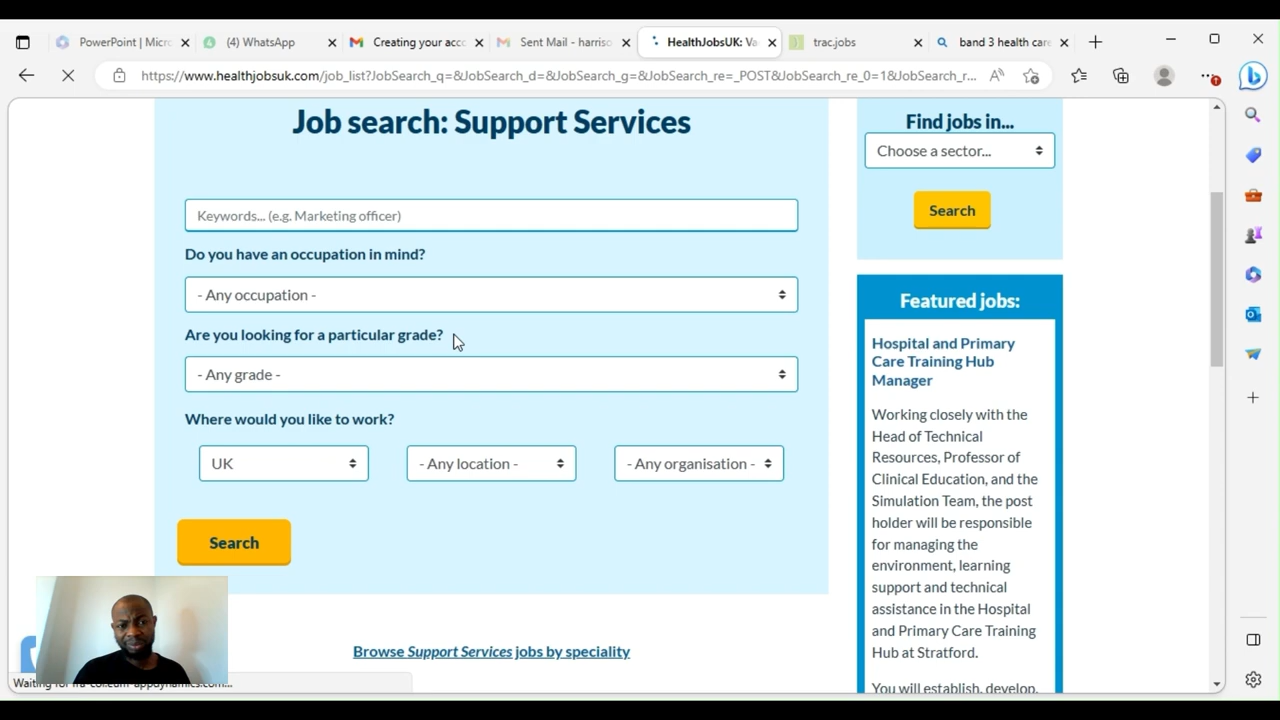 PowerPoint | Micr
(4) WhatsApp
Creating your acc
Sent Mail - harriso
HealthJobsUK: Va
trac.jobs
band 3 health care
https://www.healthjobsuk.com/job_list?JobSearch_q=&JobSearch_d=&JobSearch_g=&JobSearch_re=_POST&JobSearch_re_0=1&JobSearch_r...
Job search: Support Services
Keywords... (e.g. Marketing officer)
Do you have an occupation in mind?
- Any occupation -
Are you looking for a particular grade?
- Any grade -
Where would you like to work?
UK
- Any location -
- Any organisation -
Search
Browse Support Services jobs by speciality
Find jobs in...
Choose a sector...
Search
Featured jobs:
Hospital and Primary
Care Training Hub
Manager
Working closely with the
Head of Technical
Resources, Professor of
Clinical Education, and the
Simulation Team, the post
holder will be responsible
for managing the
environment, learning
support and technical
assistance in the Hospital
and Primary Care Training
Hub at Stratford.
You will establish, develop,
Waiting for fra-col.eum-appdynamics.com...